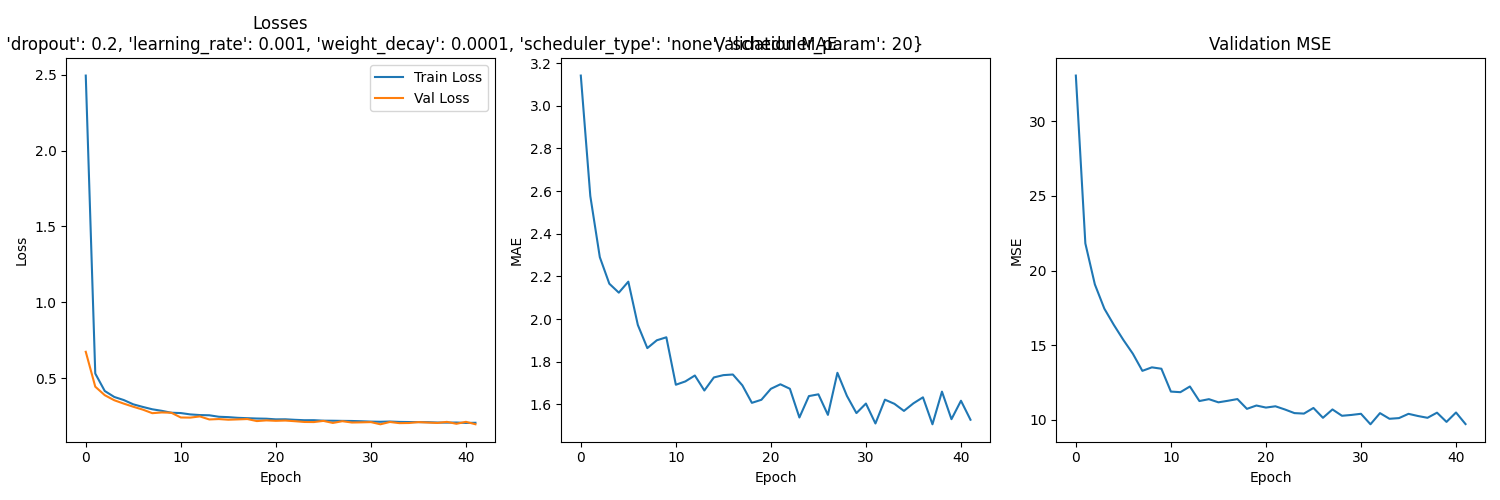 Losses
'dropout': 0.2, 'learning_rate': 0.001, 'weight_decay': 0.0001, 'scheduler_type': 'none', 'scheduler_param': 20}
Validation MAE
Validation MSE
Train Loss
Val Loss
2.5
2.0
1.5
1.0
0.5
Loss
0
10
20
30
40
Epoch
3.2
3.0
2.8
2.6
2.4
2.2
2.0
1.8
1.6
MAE
0
10
20
30
40
Epoch
30
25
20
15
10
MSE
0
10
20
30
40
Epoch